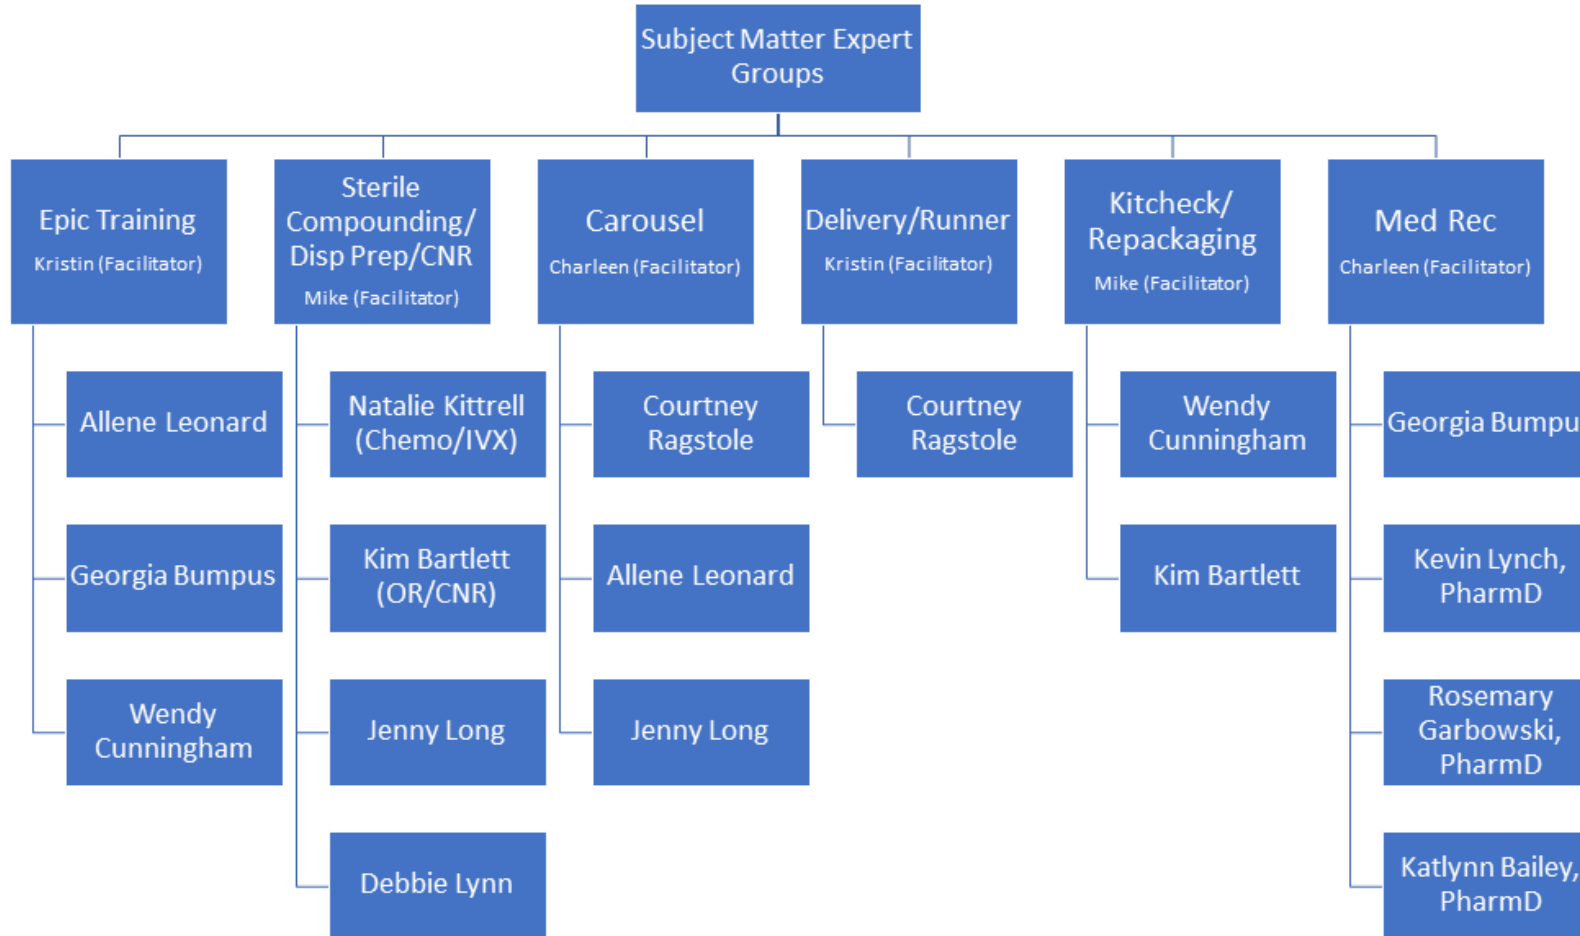 Subject Matter Expert
Groups
Epic Training
Kristin (Facilitator)
Allene Leonard
Georgia Bumpus
Wendy
Cunningham
Sterile
Compounding/
Disp Prep/CNR
Mike (Facilitator)
Natalie Kittrell
(Chemo/IVX)
Kim Bartlett
(OR/CNR)
Jenny Long
Debbie Lynn
Carousel
Charleen (Facilitator)
Courtney
Ragstole
Allene Leonard
Jenny Long
Delivery/Runner
Kristin (Facilitator)
Courtney
Ragstole
Kitcheck/
Repackaging
Mike (Facilitator)
Wendy
Cunningham
Kim Bartlett
Med Rec
Charleen (Facilitator)
Georgia Bumpu
Kevin Lynch,
PharmD
Rosemary
Garbowski,
PharmD
Katlynn Bailey,
PharmD